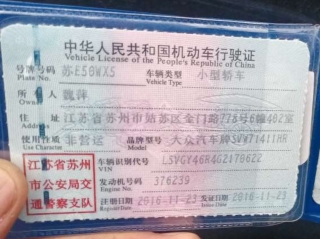 中华人民共和国机动车行驶证
Vehicle License of the People's Republic of China
号牌号码 苏E50WX5 车辆类型 小型轿车
Plate No. Vehicle Type
所有人 魏萍
Owner
住址 江苏省苏州市姑苏区金门路778号6幢402室
Address
使用性质 非营运 品牌型号 大众汽车牌SVW71411HR
Use Character Model
江苏省苏州
市公安局交
通警察支队
车辆识别代号 LSVGY46R4G2178622
VIN
发动机号码 376239
Engine No.
注册日期 2016-11-23 发证日期 2016-11-23
Register Date Issue Date